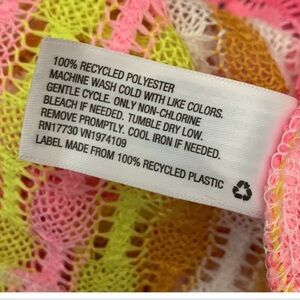 100% RECYCLED POLYESTER
MACHINE WASH COLD WITH LIKE COLORS.
GENTLE CYCLE. ONLY NON-CHLORINE
BLEACH IF NEEDED. TUMBLE DRY LOW.
REMOVE PROMPTLY. COOL IRON IF NEEDED.
RN17730 VN1974109
LABEL MADE FROM 100% RECYCLED PLASTIC